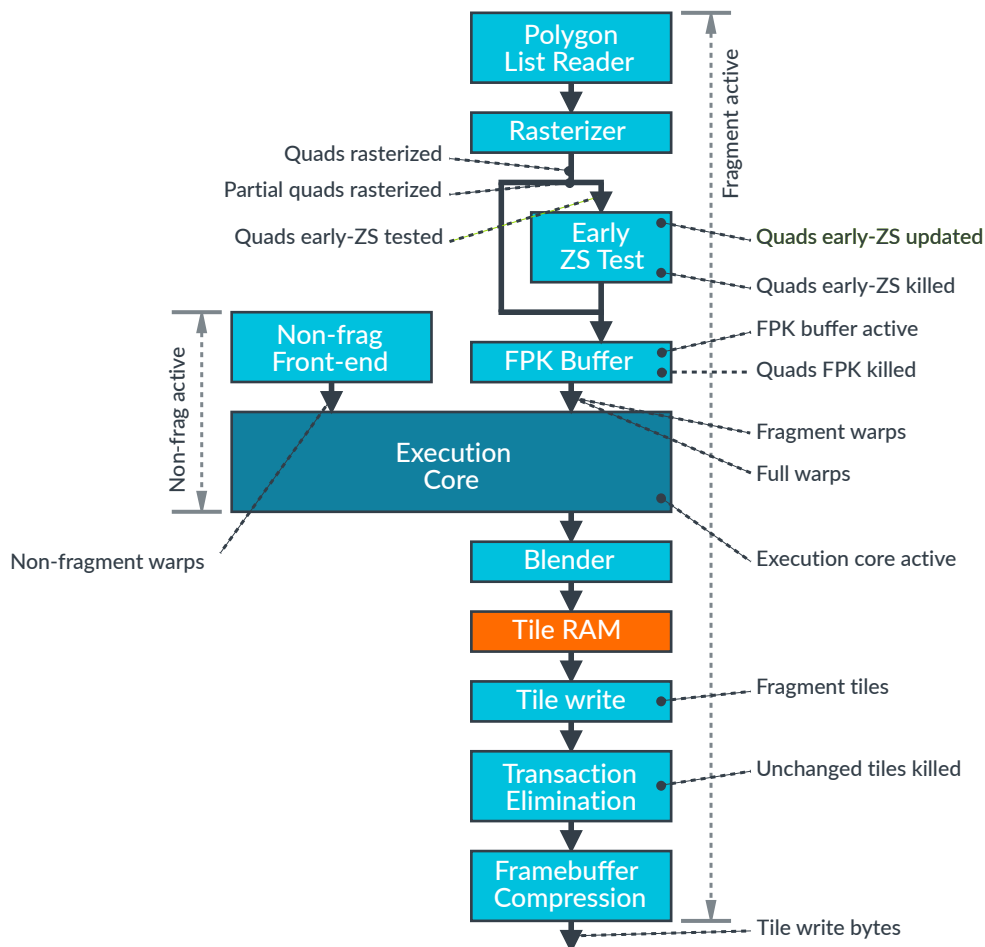 Polygon
List Reader
Fragment active
Rasterizer
Quads rasterized
Partial quads rasterized
Quads early-ZS tested
Early
ZS Test
Quads early-ZS updated
Quads early-ZS killed
Non-frag
Front-end
FPK buffer active
FPK Buffer
Quads FPK killed
Non-frag active
Fragment warps
Execution
Core
Full warps
Non-fragment warps
Execution core active
Blender
Tile RAM
Tile write
Fragment tiles
Transaction
Elimination
Unchanged tiles killed
Framebuffer
Compression
Tile write bytes